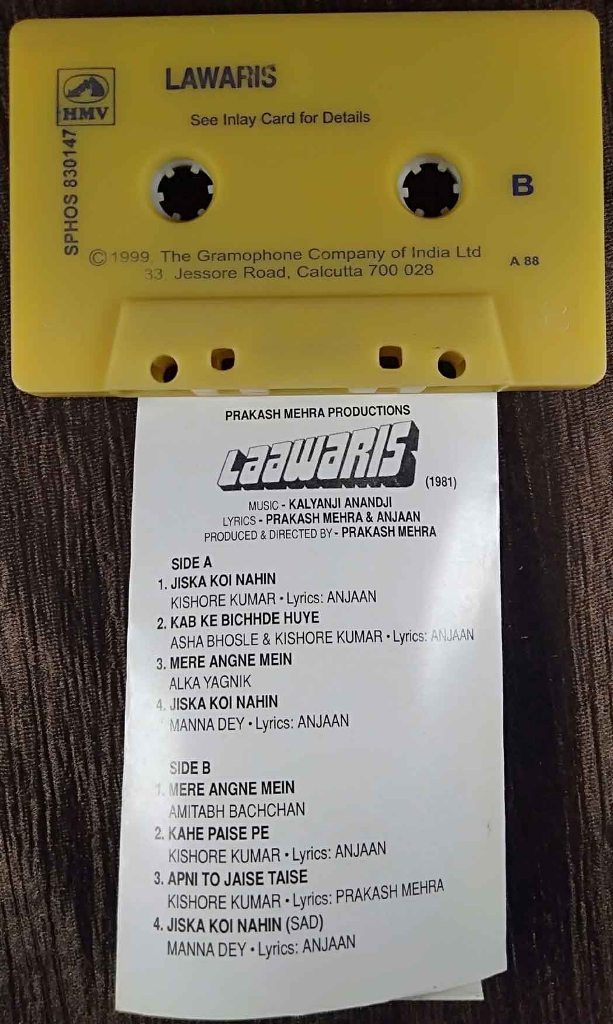 LAWARIS
HMV
See Inlay Card for Details
SPHOS 830147
B
© 1999 The Gramophone Company of India Ltd
33, Jessore Road, Calcutta 700 028
A 88
PRAKASH MEHRA PRODUCTIONS
LAAWARIS
(1981)
MUSIC - KALYANJI ANANDJI
LYRICS - PRAKASH MEHRA & ANJAAN
PRODUCED & DIRECTED BY - PRAKASH MEHRA
SIDE A
1. JISKA KOI NAHIN
KISHORE KUMAR • Lyrics: ANJAAN
2. KAB KE BICHHDE HUYE
ASHA BHOSLE & KISHORE KUMAR • Lyrics: ANJAAN
3. MERE ANGNE MEIN
ALKA YAGNIK
4. JISKA KOI NAHIN
MANNA DEY • Lyrics: ANJAAN
SIDE B
1. MERE ANGNE MEIN
AMITABH BACHCHAN
2. KAHE PAISE PE
KISHORE KUMAR • Lyrics: ANJAAN
3. APNI TO JAISE TAISE
KISHORE KUMAR • Lyrics: PRAKASH MEHRA
4. JISKA KOI NAHIN (SAD)
MANNA DEY • Lyrics: ANJAAN